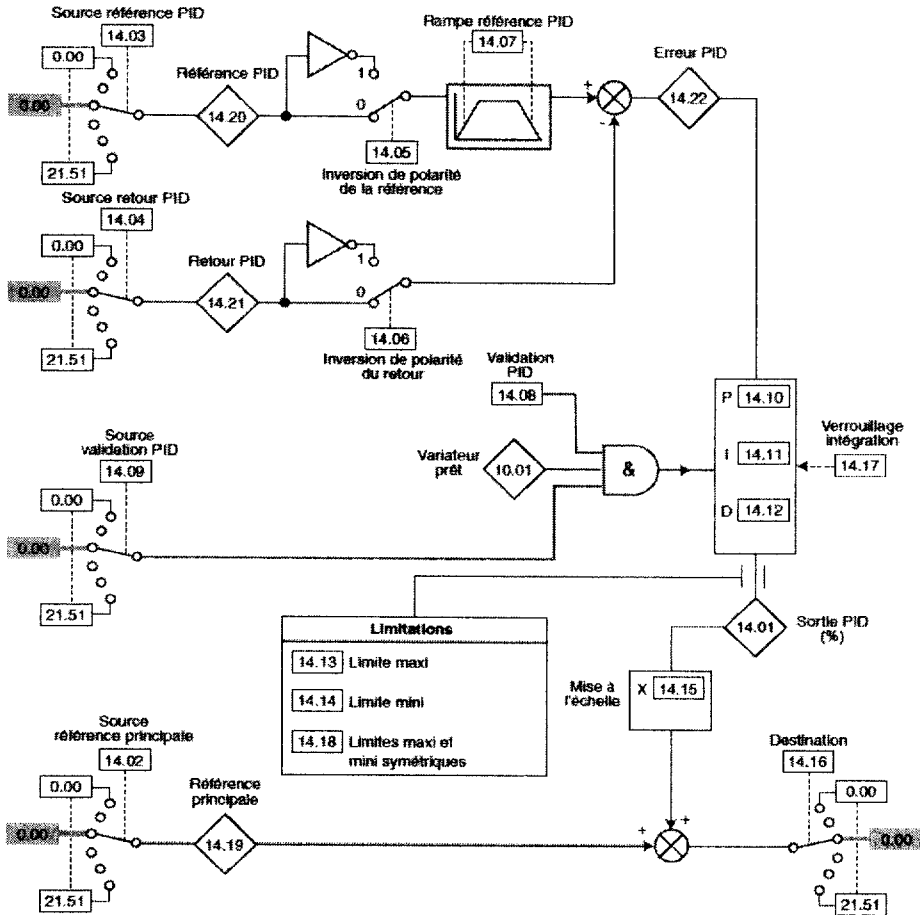 Source référence PID
14.03
0.00
0.00
21.51
Référence PID
14.20
1
0
14.05
Inversion de polarité
de la référence
Rampe référence PID
14.07
+
-
Erreur PID
14.22
Source retour PID
14.04
0.00
0.00
21.51
Retour PID
14.21
1
0
14.06
Inversion de polarité
du retour
Validation
PID
14.08
Variateur
prêt
10.01
&
P 14.10
I 14.11
D 14.12
Verrouillage
intégration
14.17
Source
validation PID
14.09
0.00
0.00
21.51
Limitations
14.13 Limite maxi
14.14 Limite mini
14.18 Limites maxi et
mini symétriques
14.01
Sortie PID
(%)
Mise à
l'échelle
X 14.15
Source
référence principale
14.02
0.00
0.00
21.51
Référence
principale
14.19
+
+
Destination
14.16
0.00
0.00
21.51